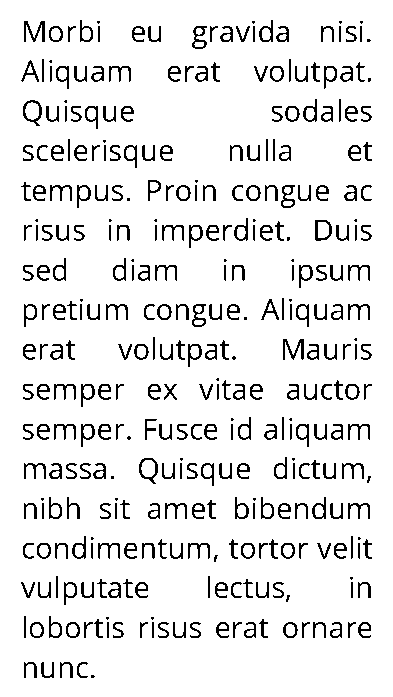 Morbi eu gravida nisi.
Aliquam erat volutpat.
Quisque sodales
scelerisque nulla et
tempus. Proin congue ac
risus in imperdiet. Duis
sed diam in ipsum
pretium congue. Aliquam
erat volutpat. Mauris
semper ex vitae auctor
semper. Fusce id aliquam
massa. Quisque dictum,
nibh sit amet bibendum
condimentum, tortor velit
vulputate lectus, in
lobortis risus erat ornare
nunc.